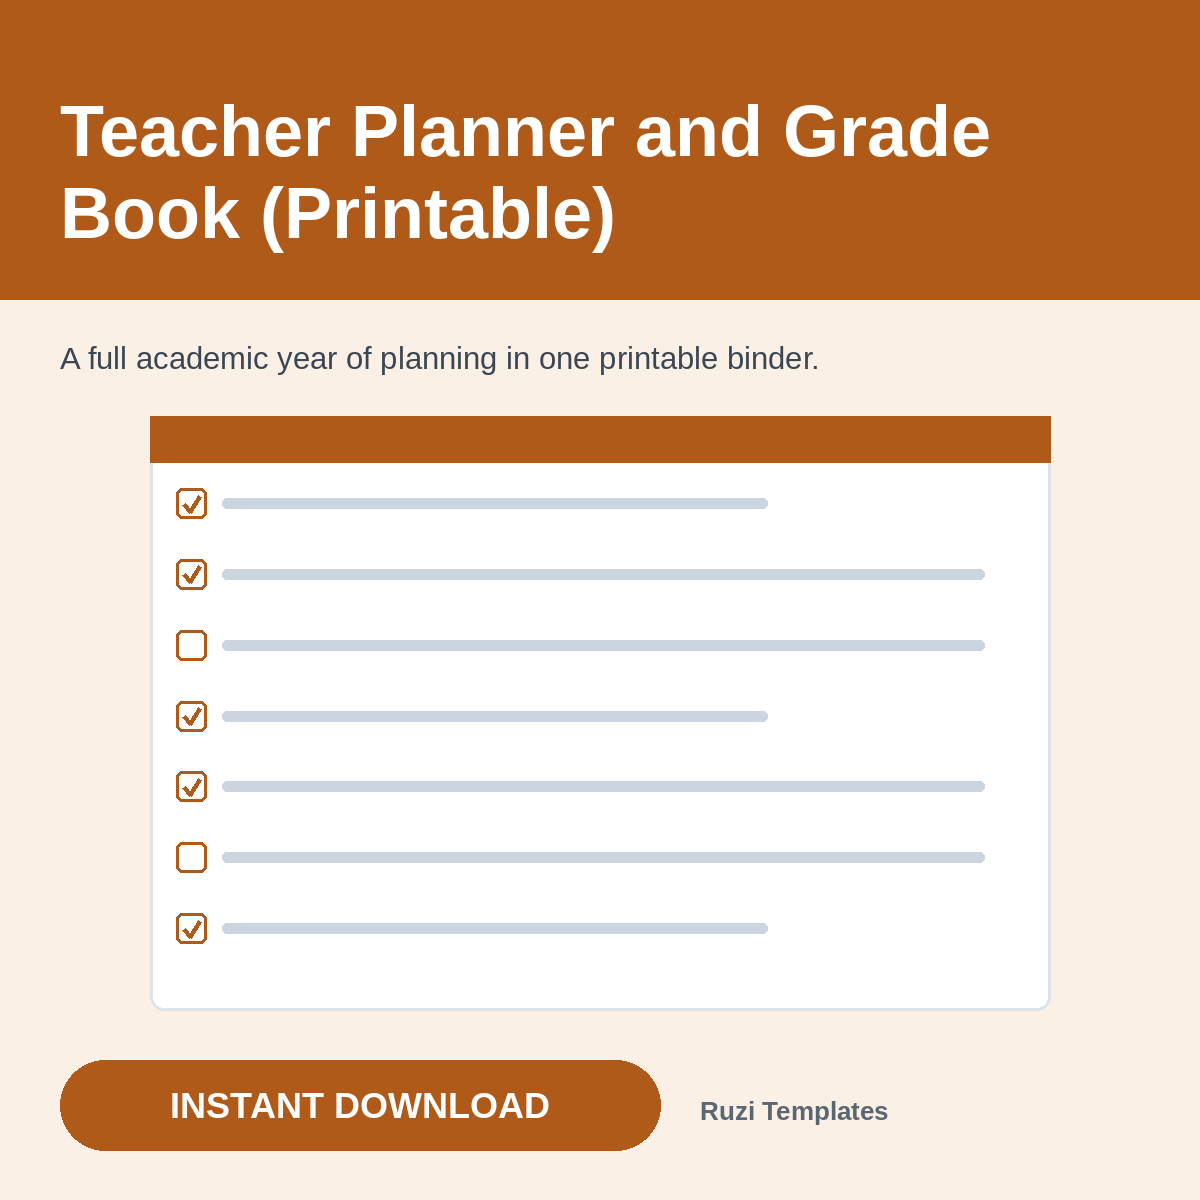 Teacher Planner and Grade
Book (Printable)
A full academic year of planning in one printable binder.
INSTANT DOWNLOAD
Ruzi Templates